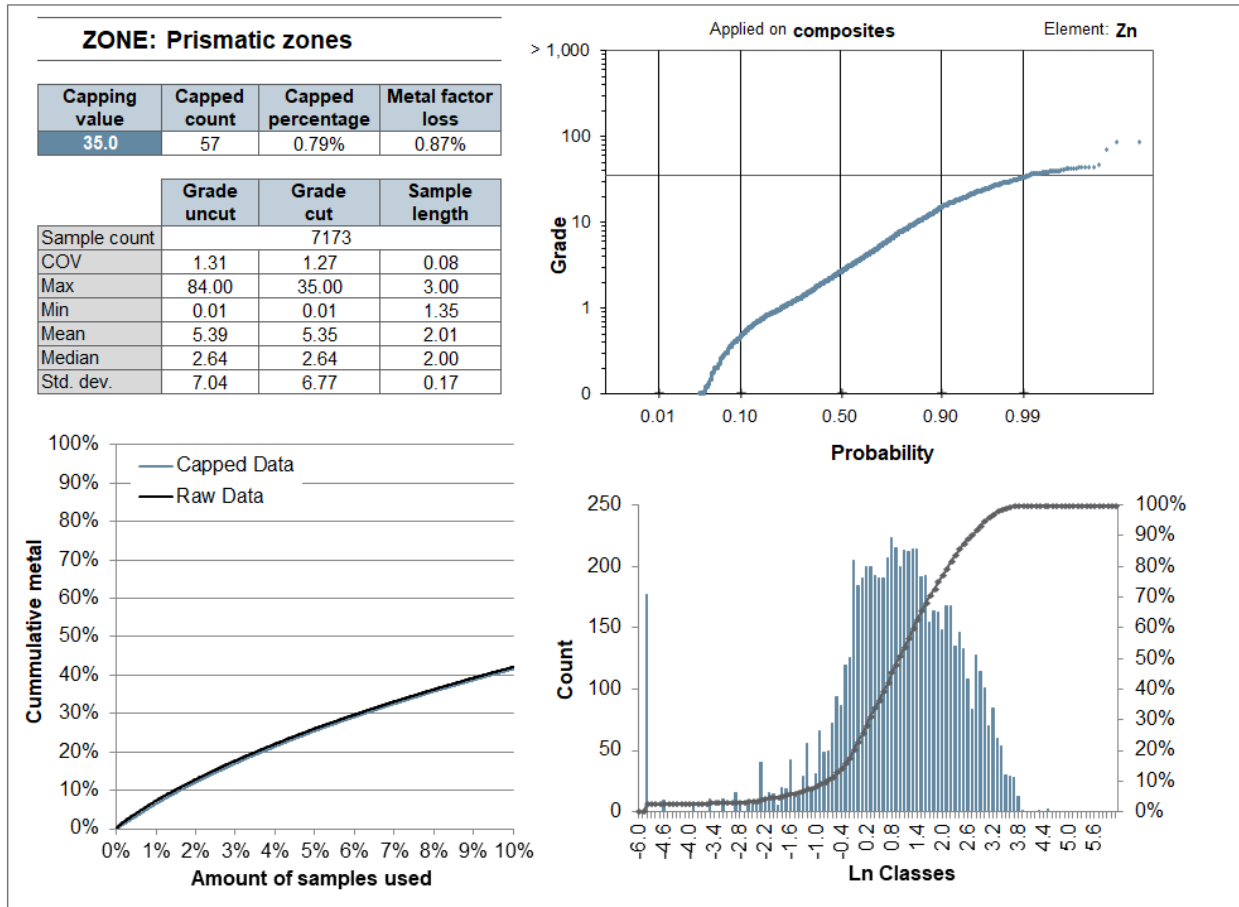 ZONE: Prismatic zones
Capping value Capped count Capped percentage Metal factor loss
35.0 57 0.79% 0.87%
Grade uncut Grade cut Sample length
Sample count 7173
COV 1.31 1.27 0.08
Max 84.00 35.00 3.00
Min 0.01 0.01 1.35
Mean 5.39 5.35 2.01
Median 2.64 2.64 2.00
Std. dev. 7.04 6.77 0.17
Applied on composites Element: Zn
> 1,000
100
10
1
0
Grade
0.01 0.10 0.50 0.90 0.99
Probability
100%
90%
80%
70%
60%
50%
40%
30%
20%
10%
0%
Cummulative metal
Capped Data
Raw Data
0% 1% 2% 3% 4% 5% 6% 7% 8% 9% 10%
Amount of samples used
250
200
150
100
50
0
Count
100%
90%
80%
70%
60%
50%
40%
30%
20%
10%
0%
-6.0 -4.6 -4.0 -3.4 -2.8 -2.2 -1.6 -1.0 -0.4 0.2 0.8 1.4 2.0 2.6 3.2 3.8 4.4 5.0 5.6
Ln Classes